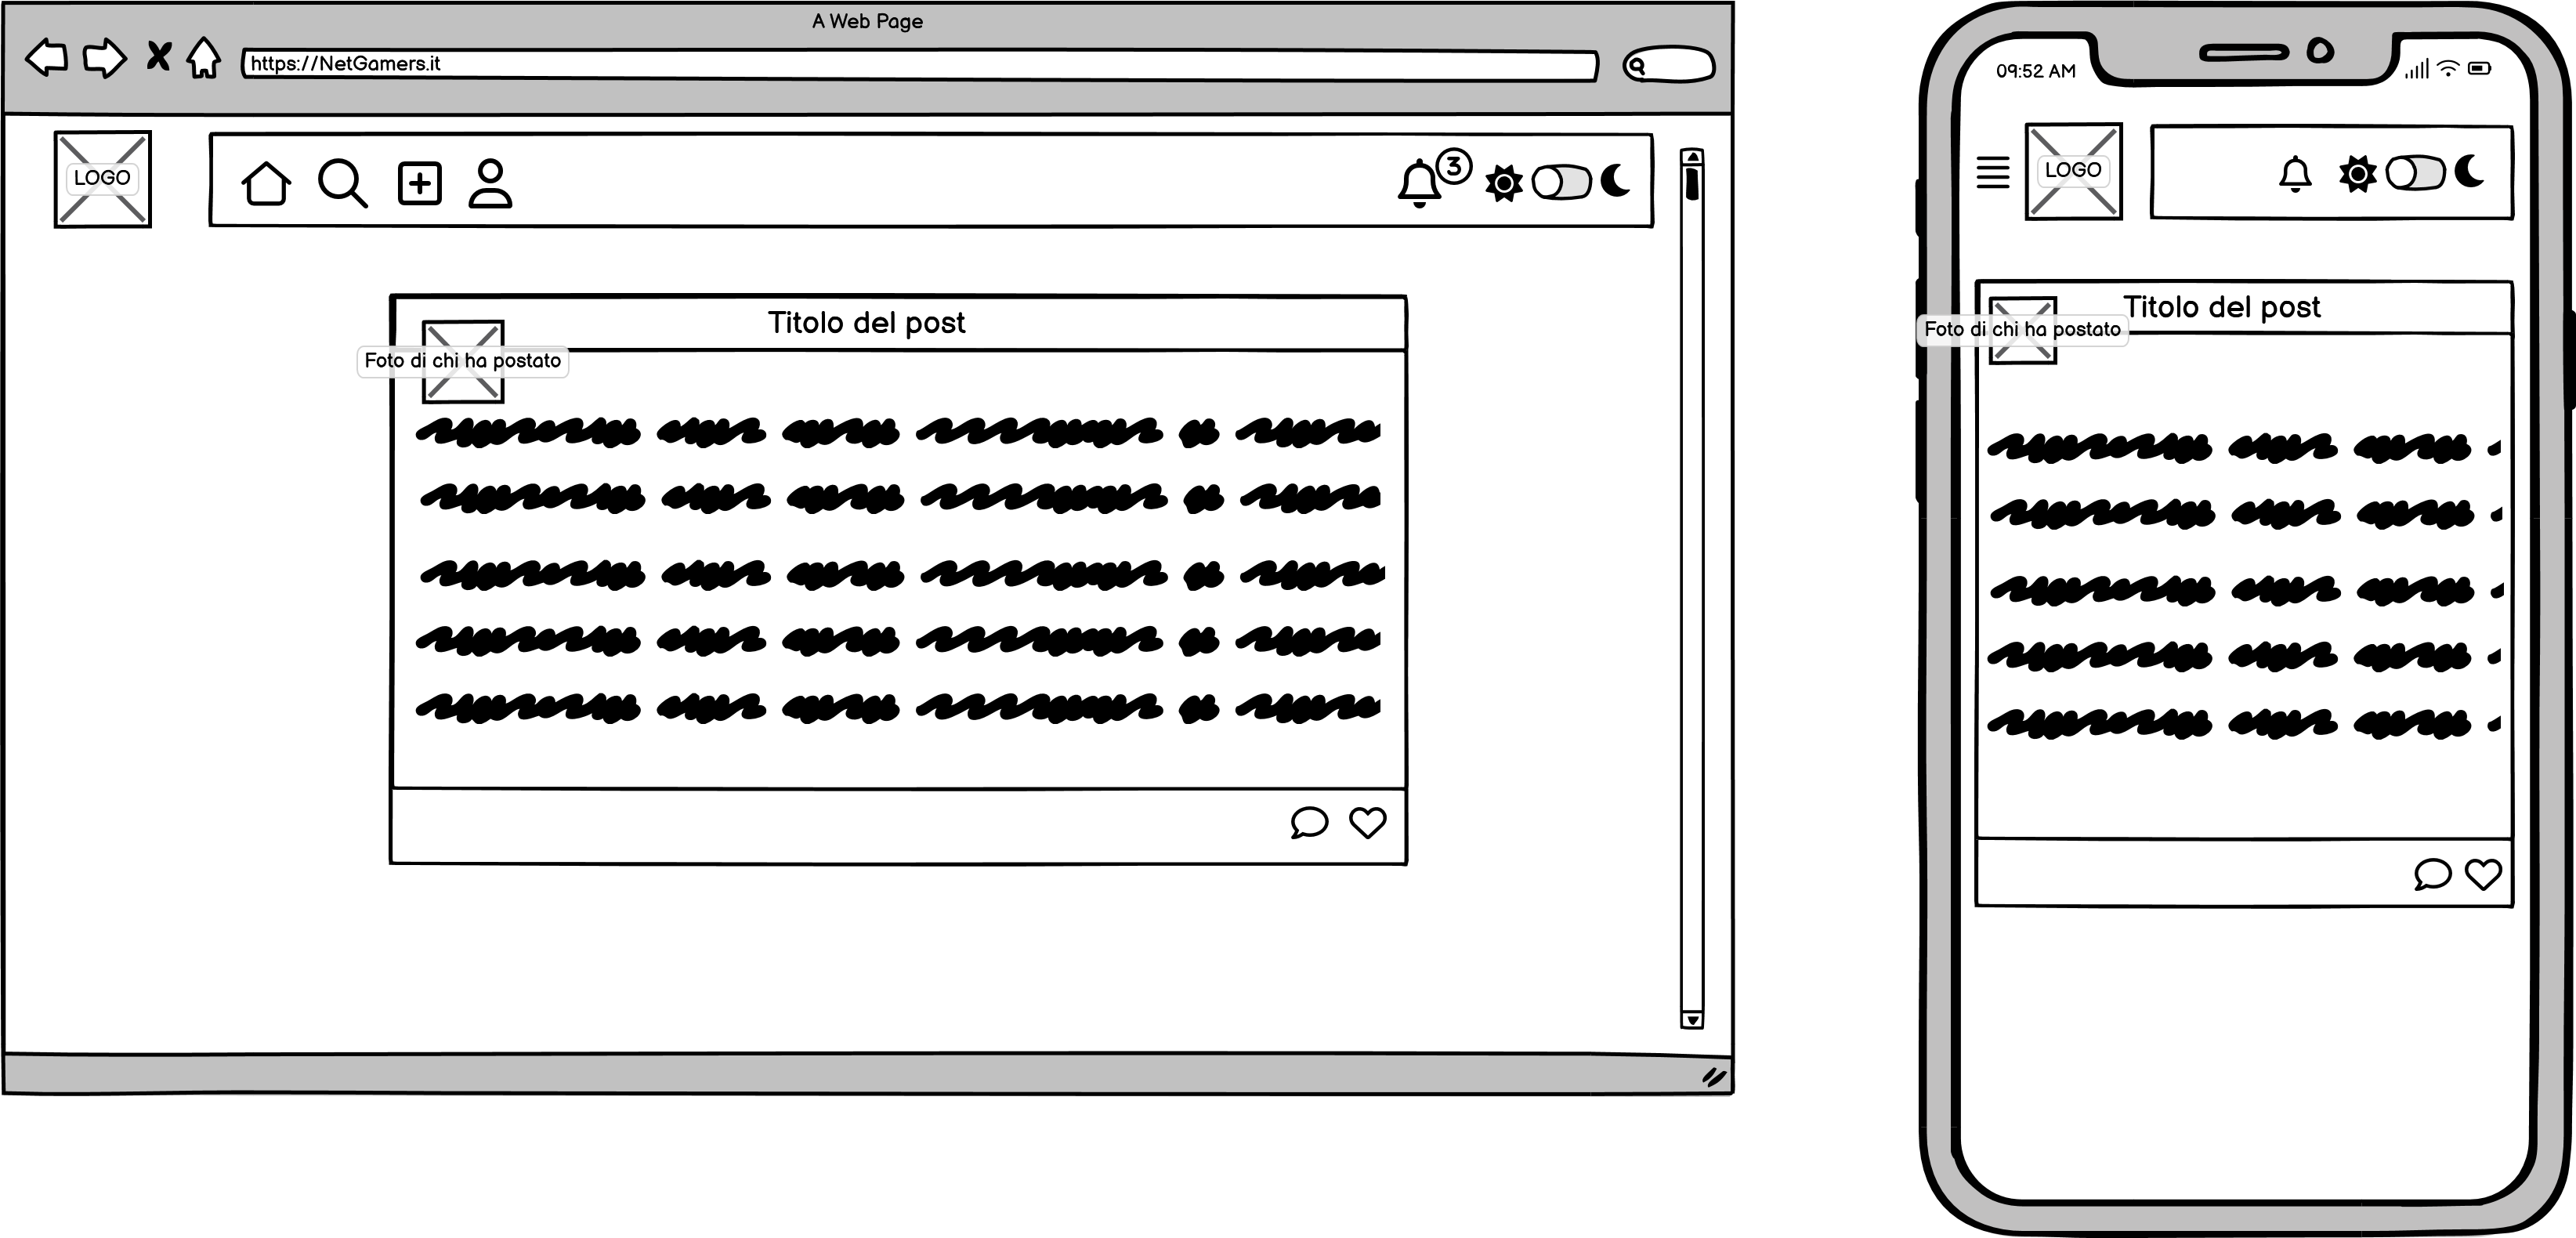 A Web Page
https://NetGamers.it
LOGO
3
Titolo del post
Foto di chi ha postato
09:52 AM
LOGO
Titolo del post
Foto di chi ha postato